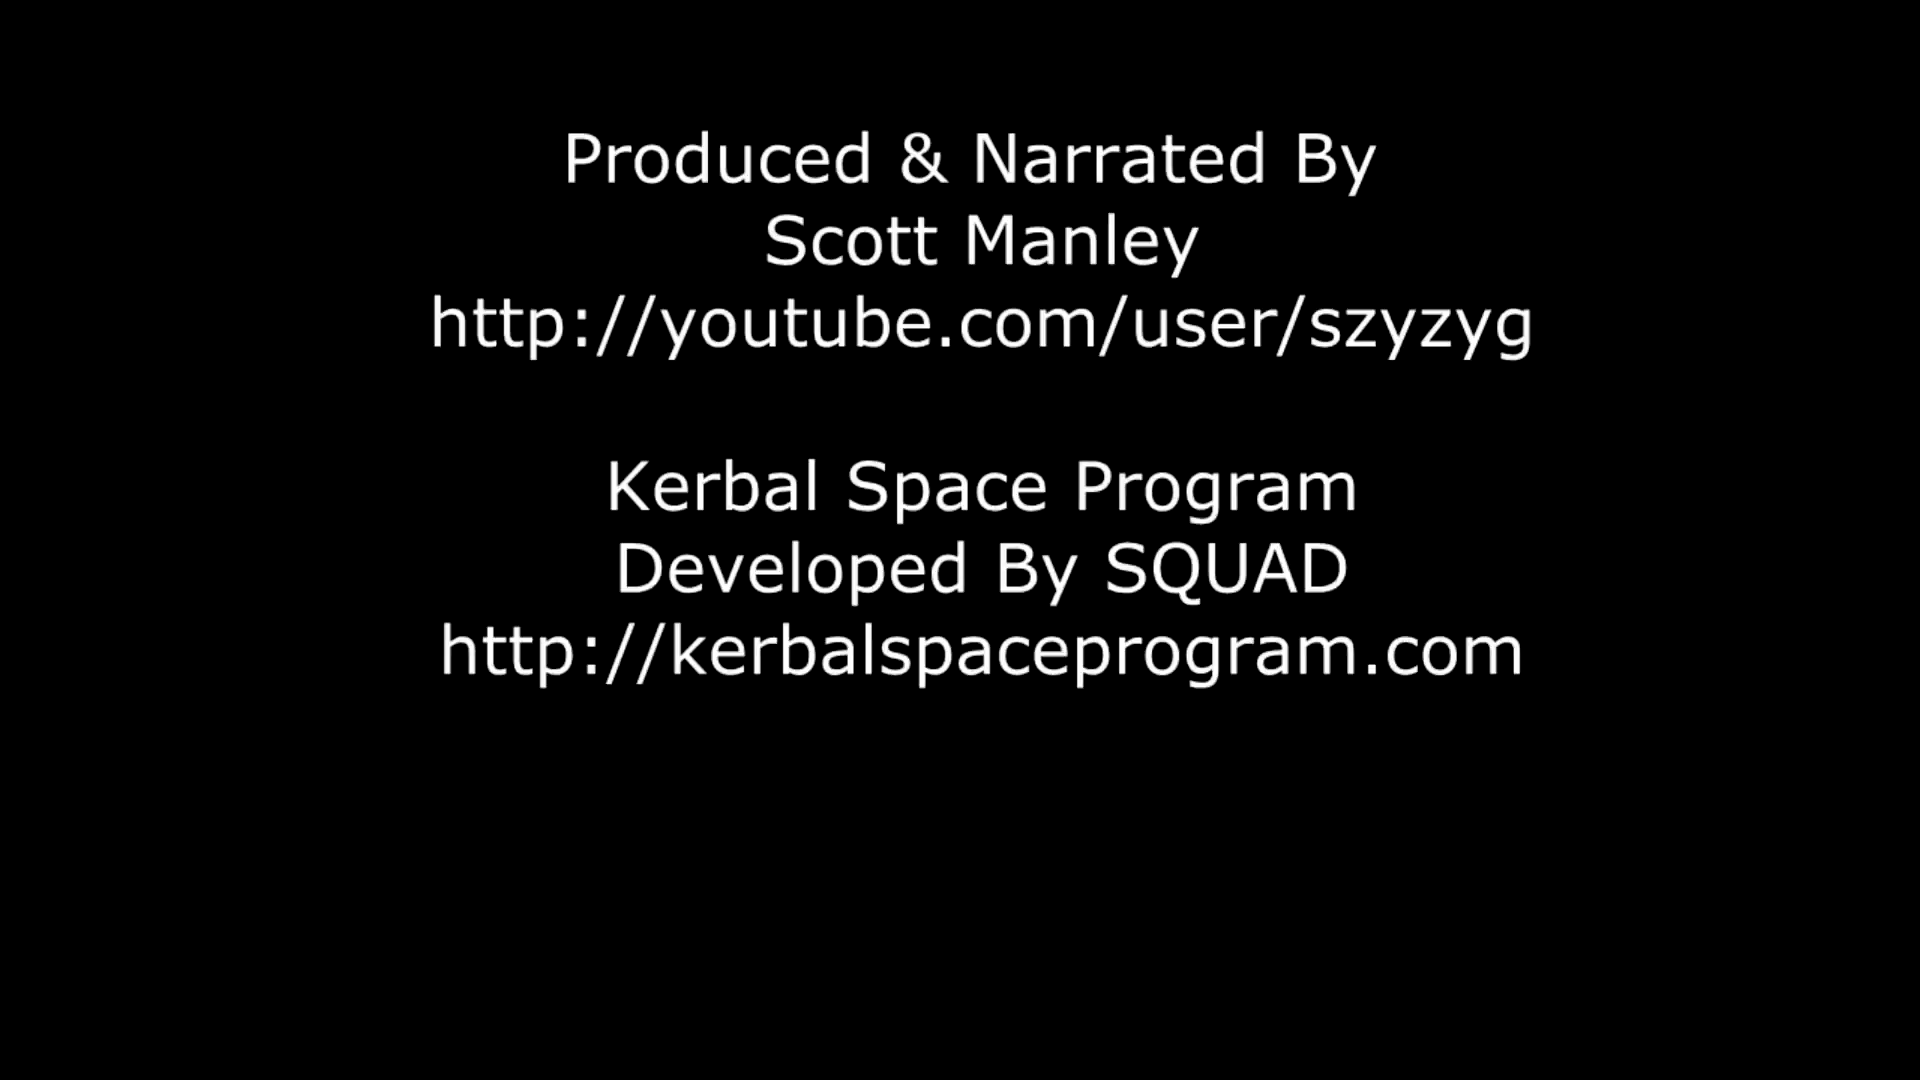 Produced & Narrated By
Scott Manley
http://youtube.com/user/szyzyg
Kerbal Space Program
Developed By SQUAD
http://kerbalspaceprogram.com